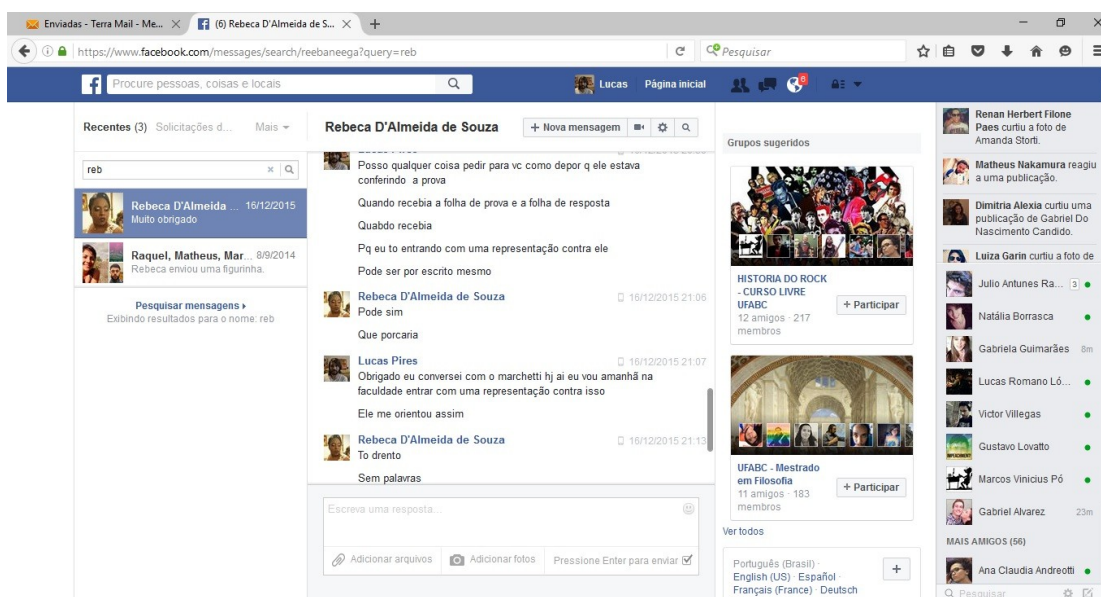 Enviadas - Terra Mail - Me...
(6) Rebeca D'Almeida de S...
https://www.facebook.com/messages/search/reebaneega?query=reb
Pesquisar
Procure pessoas, coisas e locais
Lucas
Página inicial
6
Recentes (3)
Solicitações d...
Mais
reb
Rebeca D'Almeida ... 16/12/2015
Muito obrigado
Raquel, Matheus, Mar... 8/9/2014
Rebeca enviou uma figurinha.
Pesquisar mensagens
Exibindo resultados para o nome: reb
Rebeca D'Almeida de Souza
+ Nova mensagem
Posso qualquer coisa pedir para vc como depor q ele estava
conferindo a prova
Quando recebia a folha de prova e a folha de resposta
Quabdo recebia
Pq eu to entrando com uma representação contra ele
Pode ser por escrito mesmo
Rebeca D'Almeida de Souza 16/12/2015 21:06
Pode sim
Que porcaria
Lucas Pires 16/12/2015 21:07
Obrigado eu conversei com o marchetti hj ai eu vou amanhã na
faculdade entrar com uma representação contra isso
Ele me orientou assim
Rebeca D'Almeida de Souza 16/12/2015 21:13
To drento
Sem palavras
Escreva uma resposta...
Adicionar arquivos
Adicionar fotos
Pressione Enter para enviar
Grupos sugeridos
HISTORIA DO ROCK
- CURSO LIVRE
UFABC
12 amigos · 217
membros
+ Participar
UFABC - Mestrado
em Filosofia
11 amigos · 183
membros
+ Participar
Ver todos
Português (Brasil) ·
English (US) · Español ·
Français (France) · Deutsch
+
Renan Herbert Filone
Paes curtiu a foto de
Amanda Storti.
Matheus Nakamura reagiu
a uma publicação.
Dimitria Alexia curtiu uma
publicação de Gabriel Do
Nascimento Candido.
Luiza Garin curtiu a foto de
Julio Antunes Ra... 3
Natália Borrasca
Gabriela Guimarães 8m
Lucas Romano Ló...
Victor Villegas
Gustavo Lovatto
Marcos Vinicius Pó
Gabriel Alvarez 23m
MAIS AMIGOS (56)
Ana Claudia Andreotti
Pesquisar